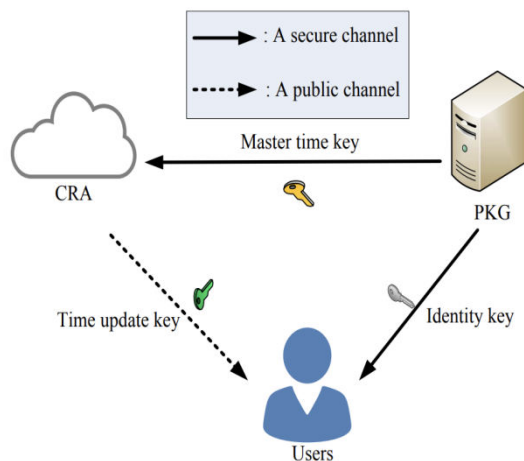 : A secure channel
: A public channel
Master time key
CRA
PKG
Time update key
Identity key
Users